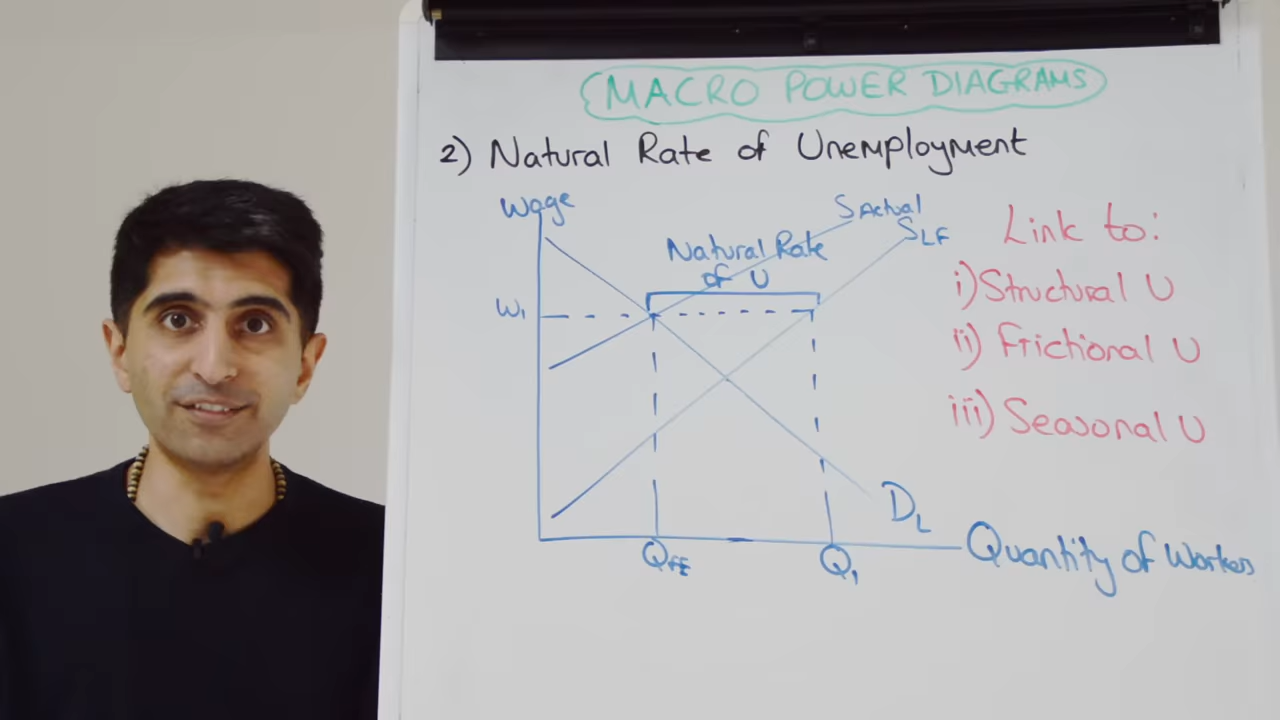 MACRO POWER DIAGRAMS
2) Natural Rate of Unemployment
Wage
S Actual
SLF
Natural Rate
of U
W1
DL
QFE
Q1
Quantity of Workers
Link to:
i) Structural U
ii) Frictional U
iii) Seasonal U